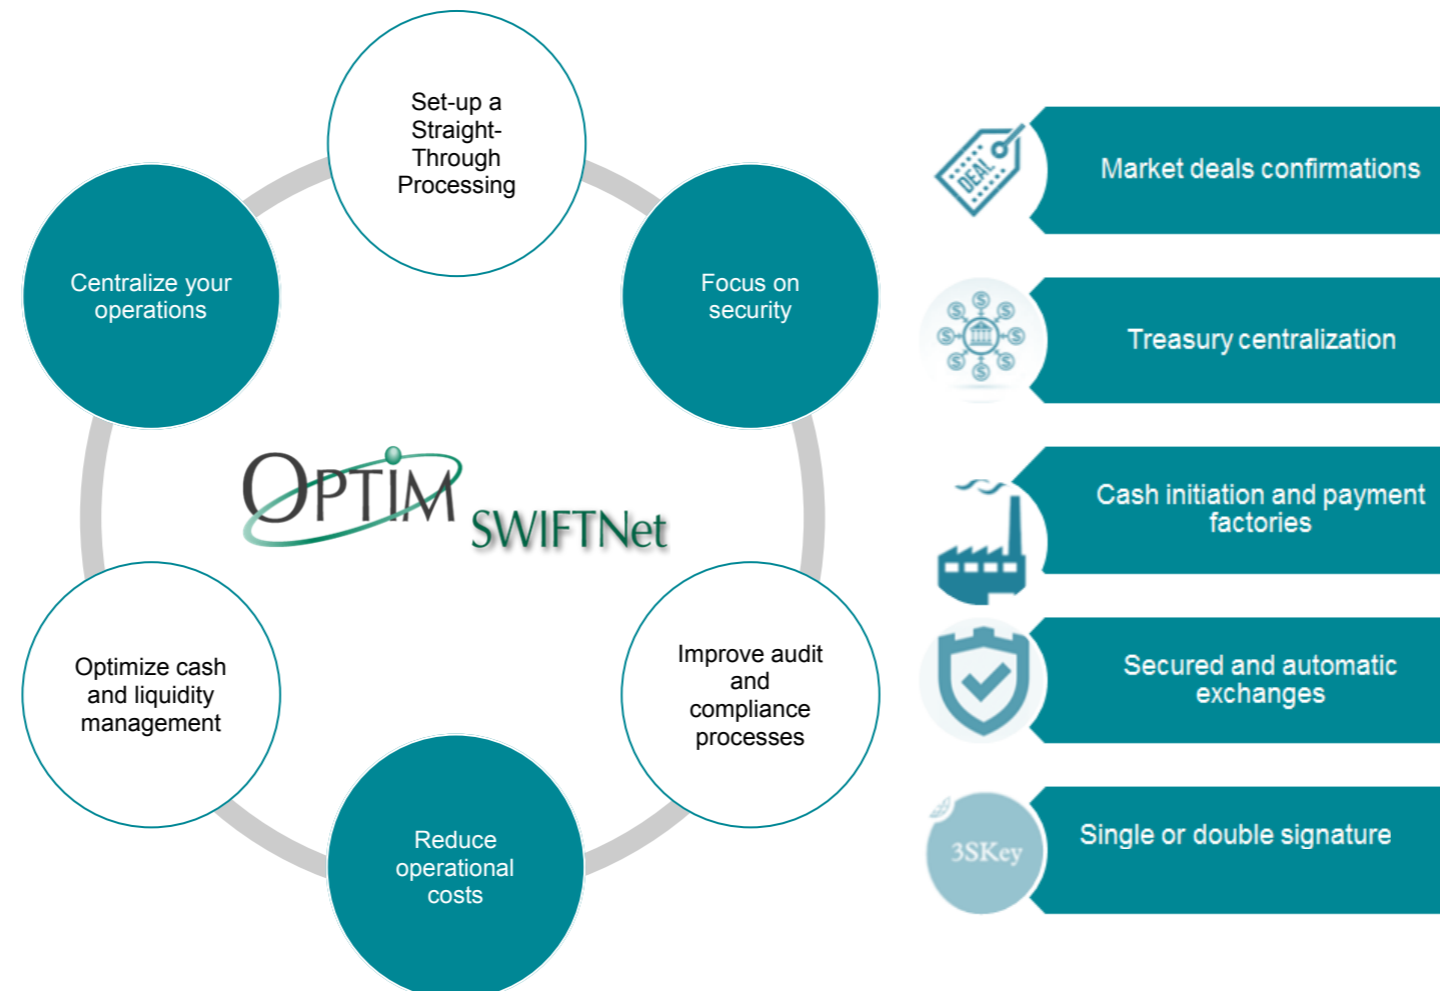 Set-up a
Straight-
Through
Processing
Centralize your
operations
Focus on
security
OPTIM
SWIFTNet
Optimize cash
and liquidity
management
Improve audit
and
compliance
processes
Reduce
operational
costs
DEAL
Market deals confirmations
Treasury centralization
Cash initiation and payment
factories
Secured and automatic
exchanges
3SKey
Single or double signature